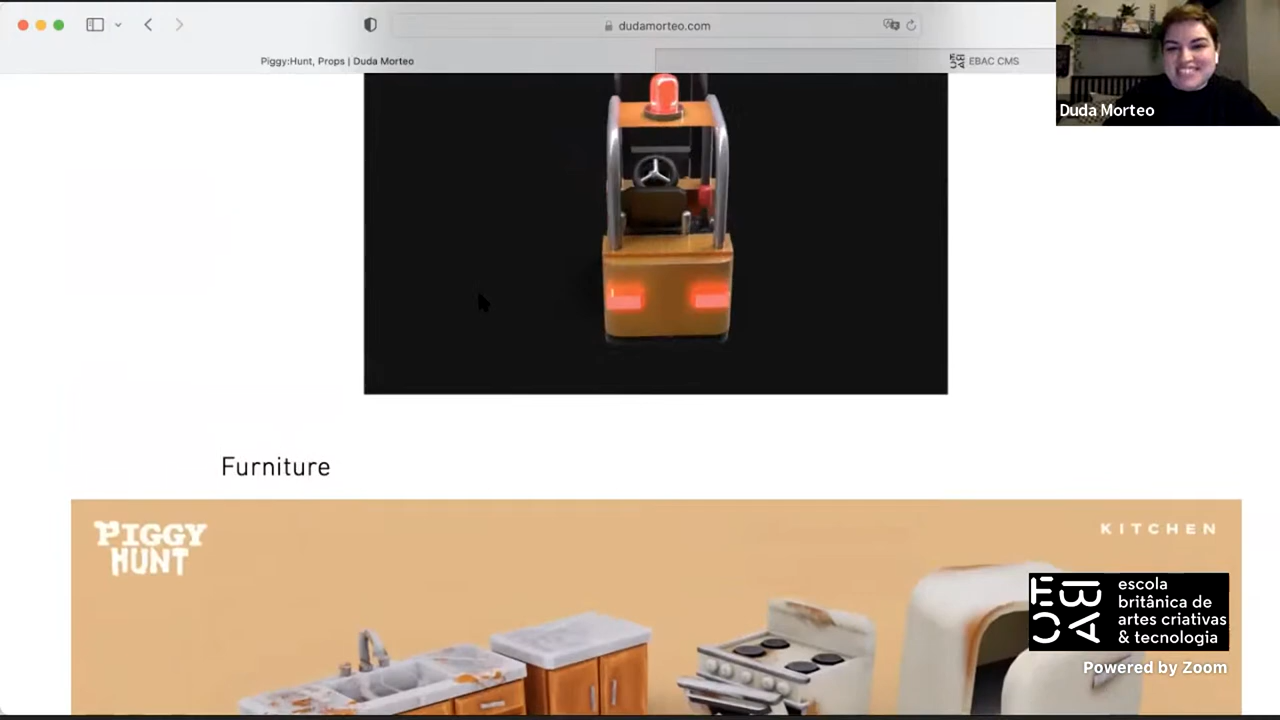 dudamorteo.com
Piggy:Hunt, Props | Duda Morteo
EBAC CMS
Duda Morteo
Furniture
PIGGY
HUNT
KITCHEN
EBAC
escola
britânica de
artes criativas
& tecnologia
Powered by Zoom